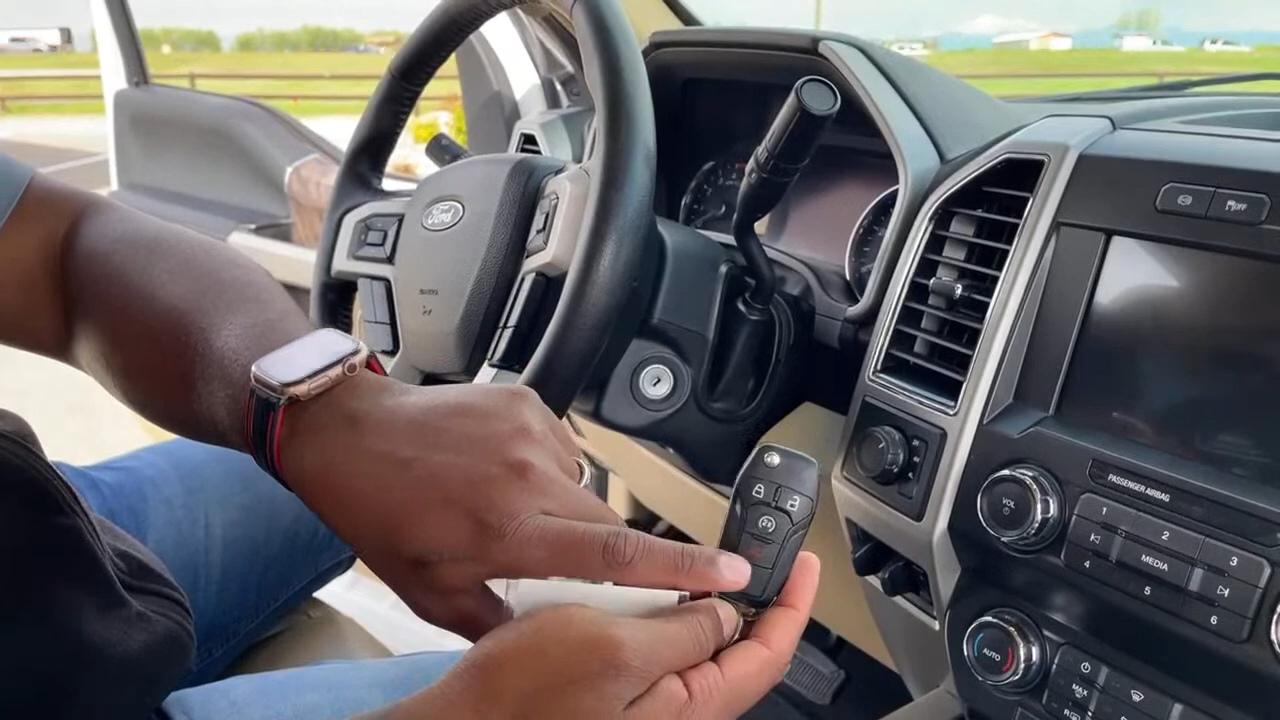 Ford
OFF
PASSENGER AIRBAG
VOL
1
2
3
MEDIA
4
5
6
AUTO
MAX
R